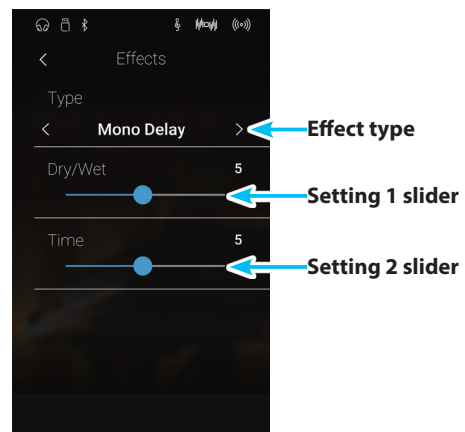 Effects
Type
Mono Delay
Effect type
Dry/Wet 5
Setting 1 slider
Time 5
Setting 2 slider